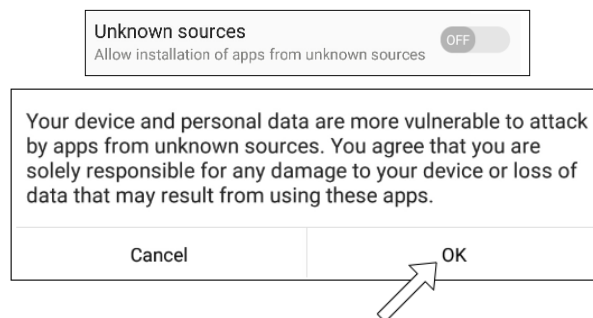 Unknown sources
OFF
Allow installation of apps from unknown sources
Your device and personal data are more vulnerable to attack
by apps from unknown sources. You agree that you are
solely responsible for any damage to your device or loss of
data that may result from using these apps.
Cancel
OK